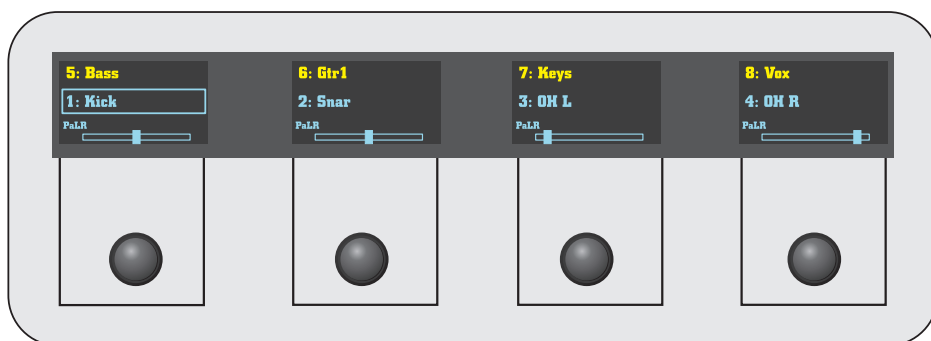 5: Bass
1: Kick
PaLR
6: Gtr1
2: Snar
PaLR
7: Keys
3: OH L
PaLR
8: Vox
4: OH R
PaLR